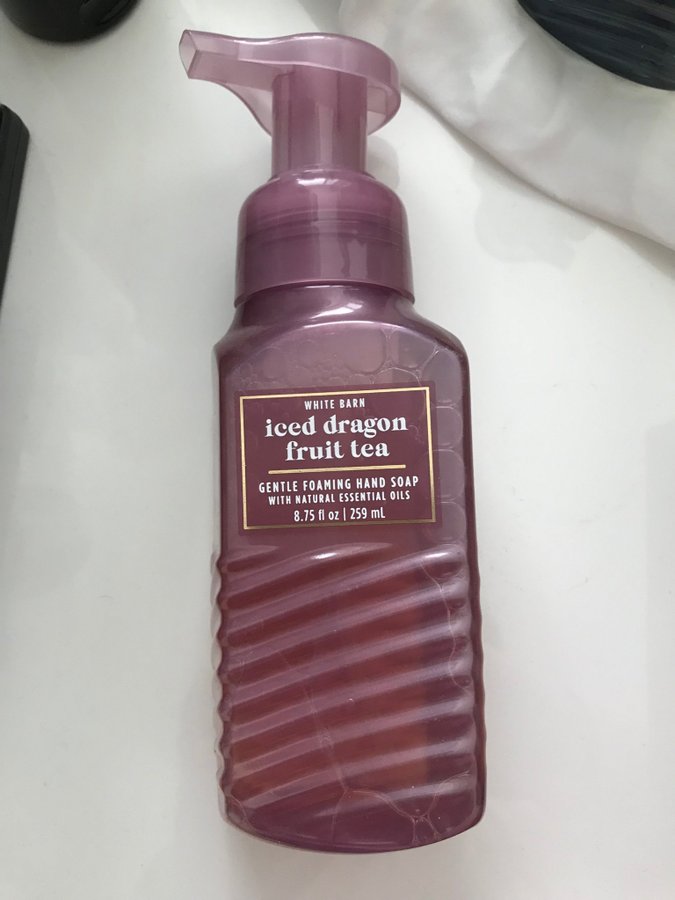 WHITE BARN
iced dragon
fruit tea
GENTLE FOAMING HAND SOAP
WITH NATURAL ESSENTIAL OILS
8.75 fl oz | 259 mL